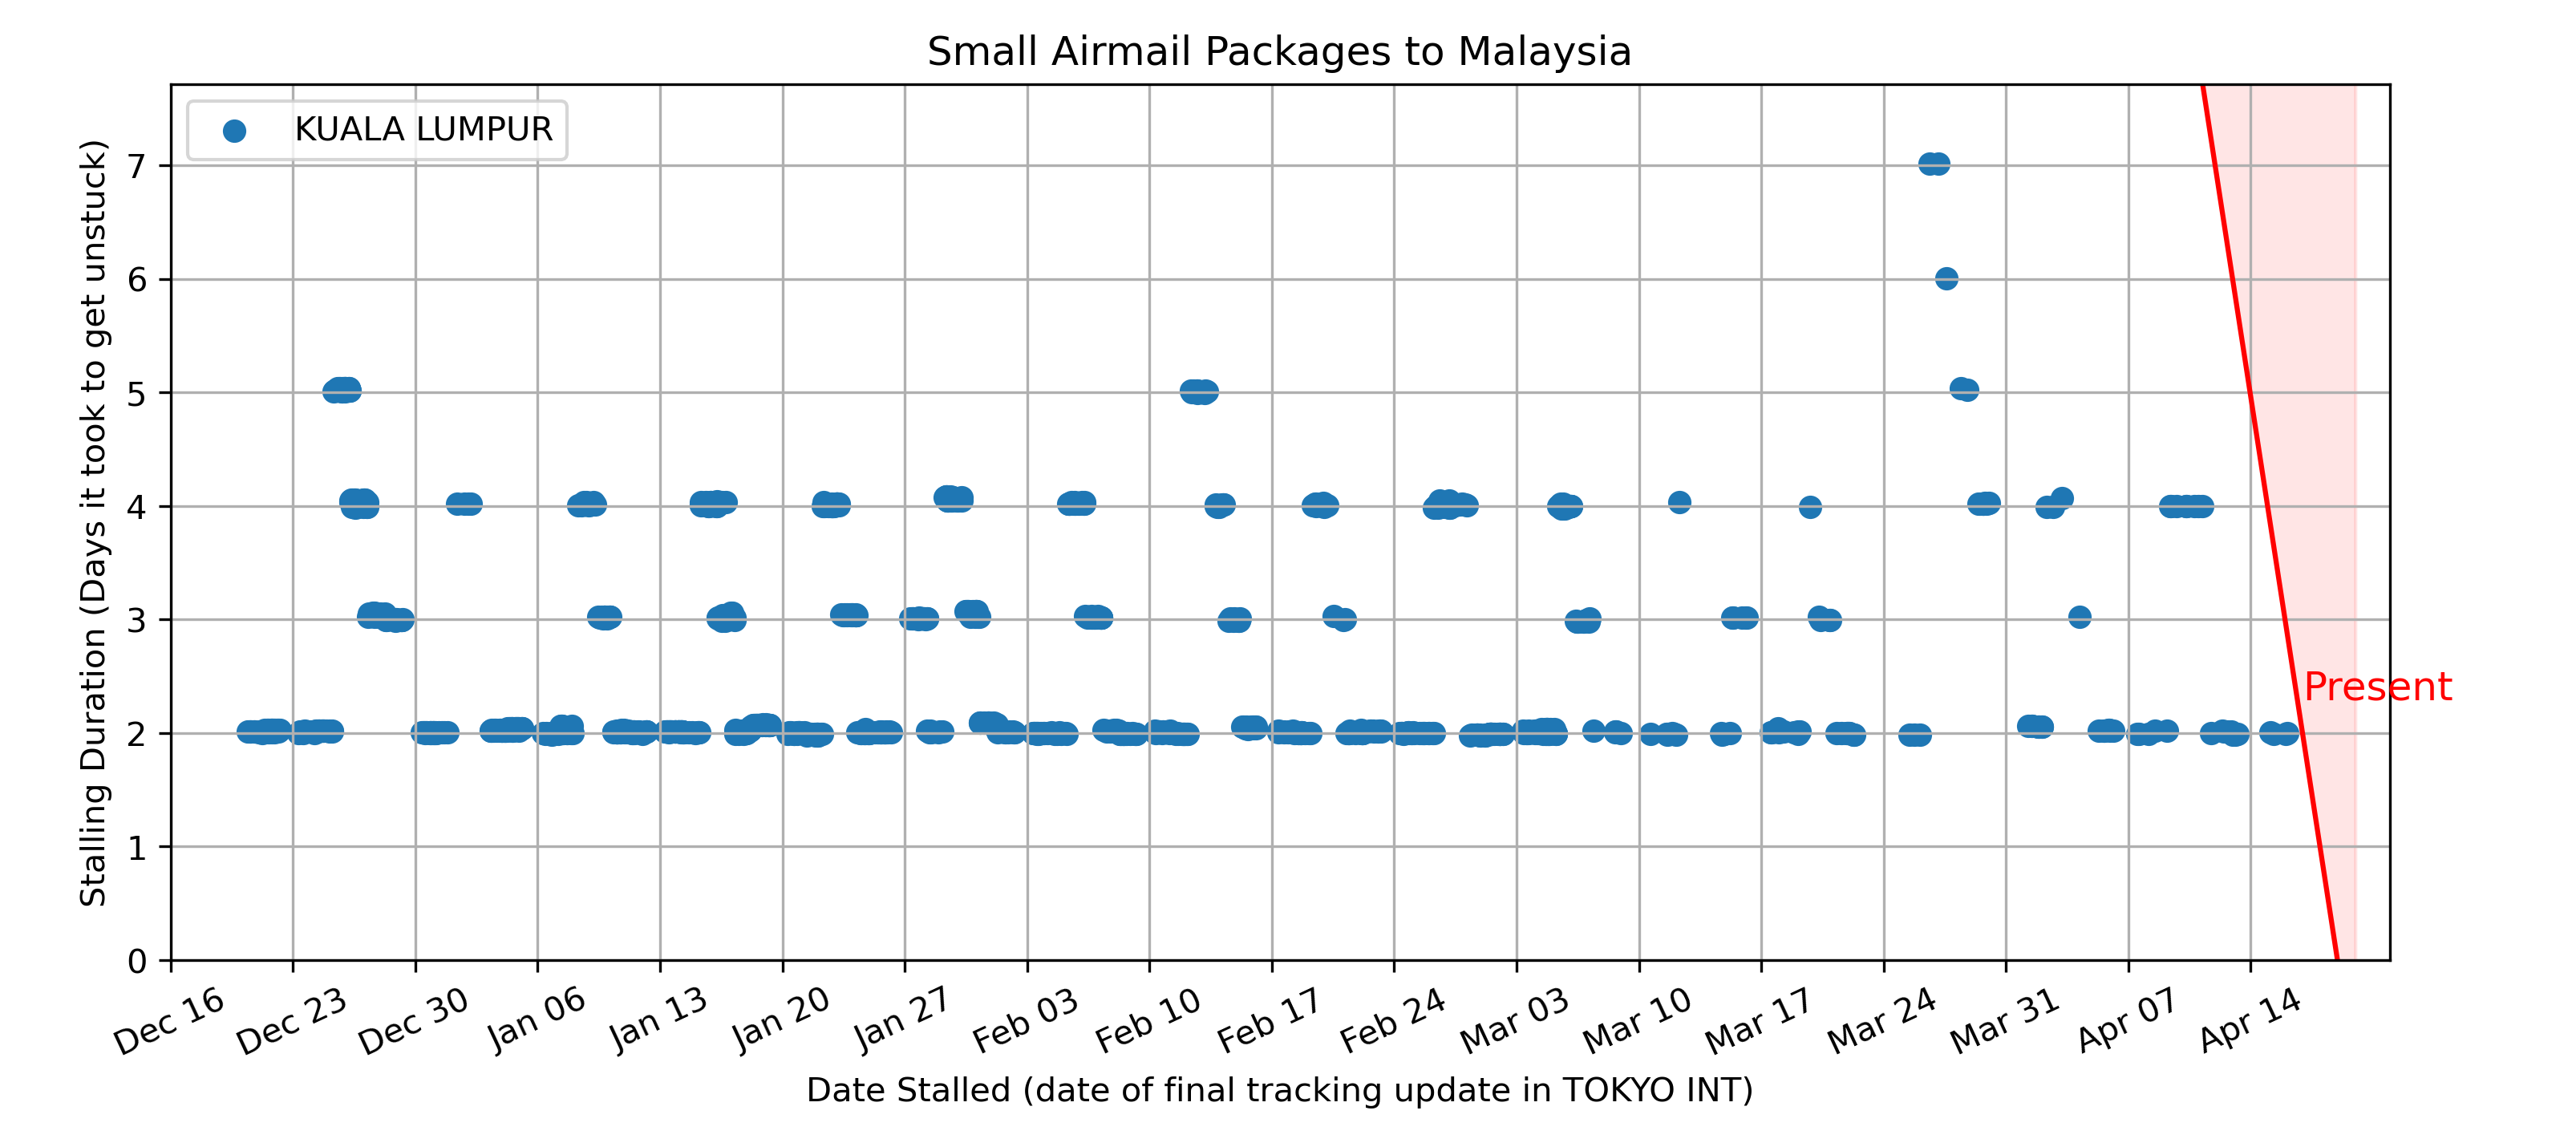 Small Airmail Packages to Malaysia
KUALA LUMPUR
Stalling Duration (Days it took to get unstuck)
7
6
5
4
3
2
1
0
Present
Dec 16
Dec 23
Dec 30
Jan 06
Jan 13
Jan 20
Jan 27
Feb 03
Feb 10
Feb 17
Feb 24
Mar 03
Mar 10
Mar 17
Mar 24
Mar 31
Apr 07
Apr 14
Date Stalled (date of final tracking update in TOKYO INT)